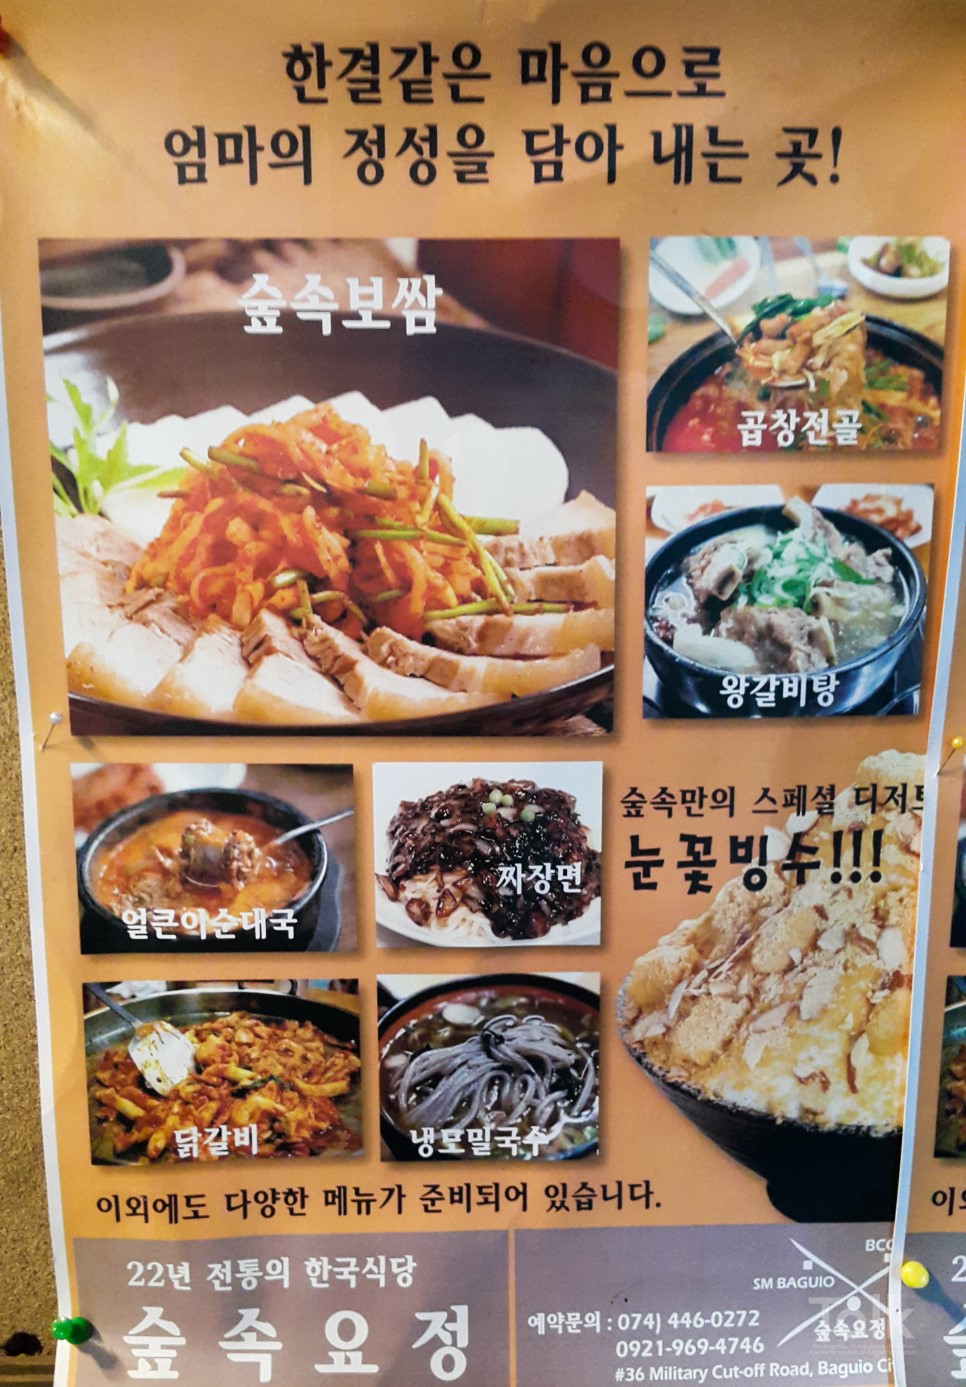 한결같은 마음으로
엄마의 정성을 담아 내는 곳!
숲속보쌈
곱창전골
왕갈비탕
얼큰이순대국
짜장면
숲속만의 스페셜 디저트
눈꽃빙수!!!
닭갈비
냉모밀국수
이외에도 다양한 메뉴가 준비되어 있습니다.
22년 전통의 한국식당
숲속요정
BCC
SM BAGUIO
숲속요정
예약문의 : 074) 446-0272
0921-969-4746
#36 Military Cut-off Road, Baguio